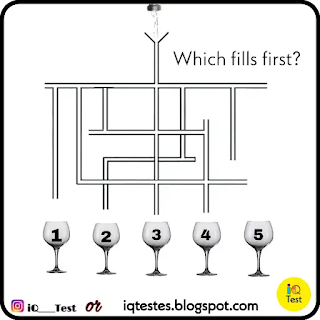 Which fills first?
1 2 3 4 5
iQ Test
iQ___Test or iqtestes.blogspot.com